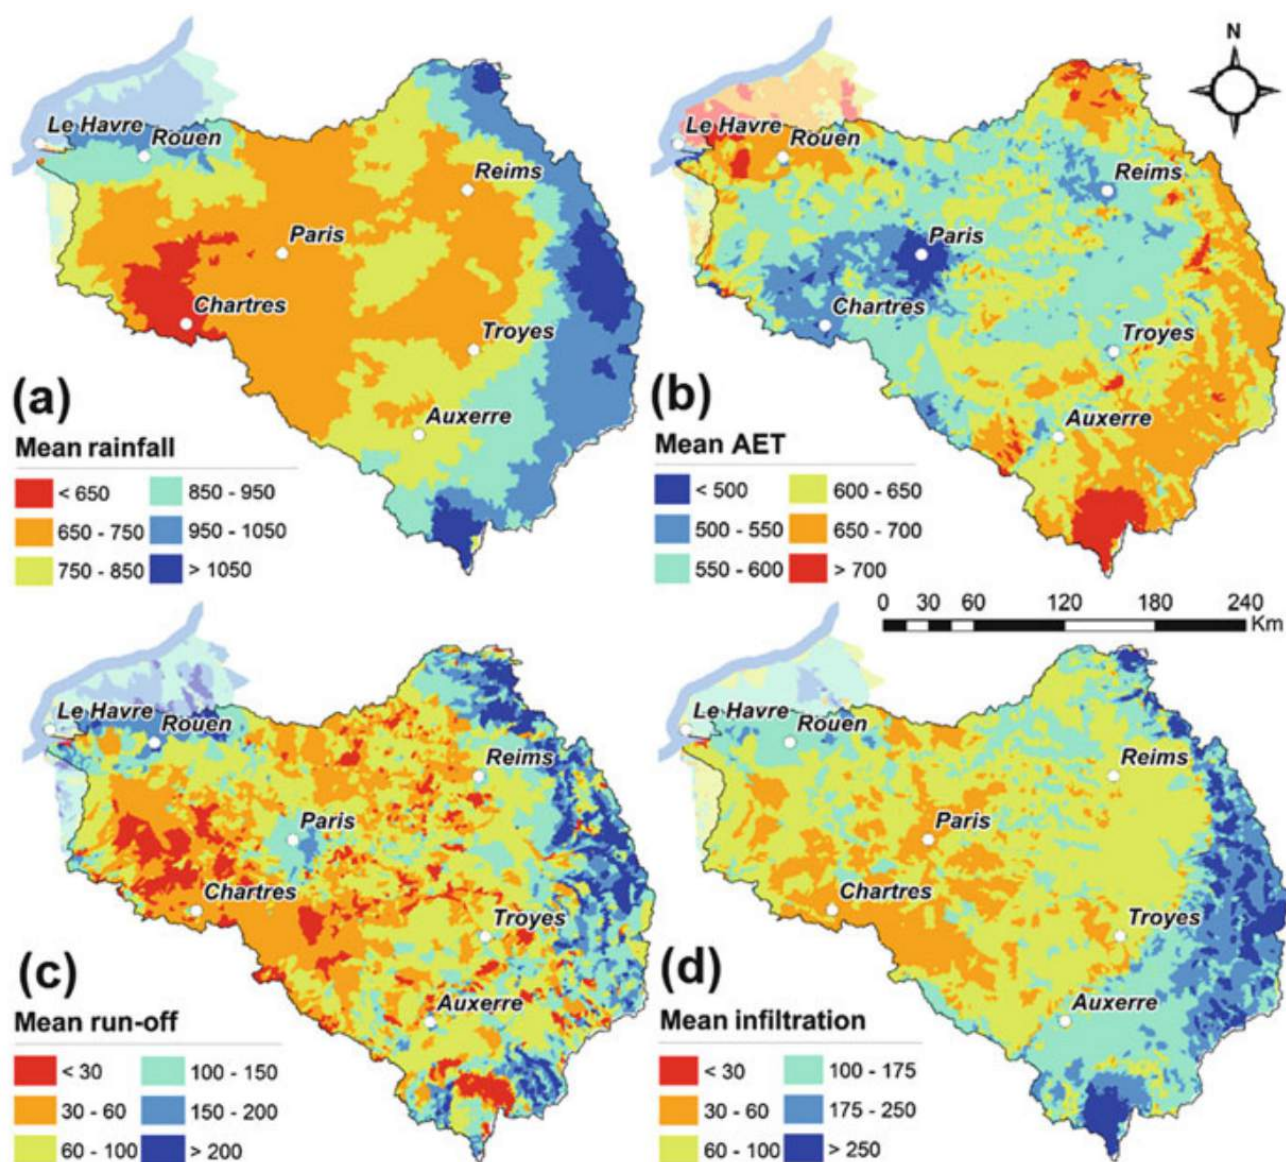 N
Le Havre
Rouen
Reims
Paris
Chartres
Troyes
Auxerre
(a)
Mean rainfall
< 650
850 - 950
650 - 750
950 - 1050
750 - 850
> 1050
Le Havre
Rouen
Reims
Paris
Chartres
Troyes
Auxerre
(b)
Mean AET
< 500
600 - 650
500 - 550
650 - 700
550 - 600
> 700
0 30 60 120 180 240
Km
Le Havre
Rouen
Reims
Paris
Chartres
Troyes
Auxerre
(c)
Mean run-off
< 30
100 - 150
30 - 60
150 - 200
60 - 100
> 200
Le Havre
Rouen
Reims
Paris
Chartres
Troyes
Auxerre
(d)
Mean infiltration
< 30
100 - 175
30 - 60
175 - 250
60 - 100
> 250